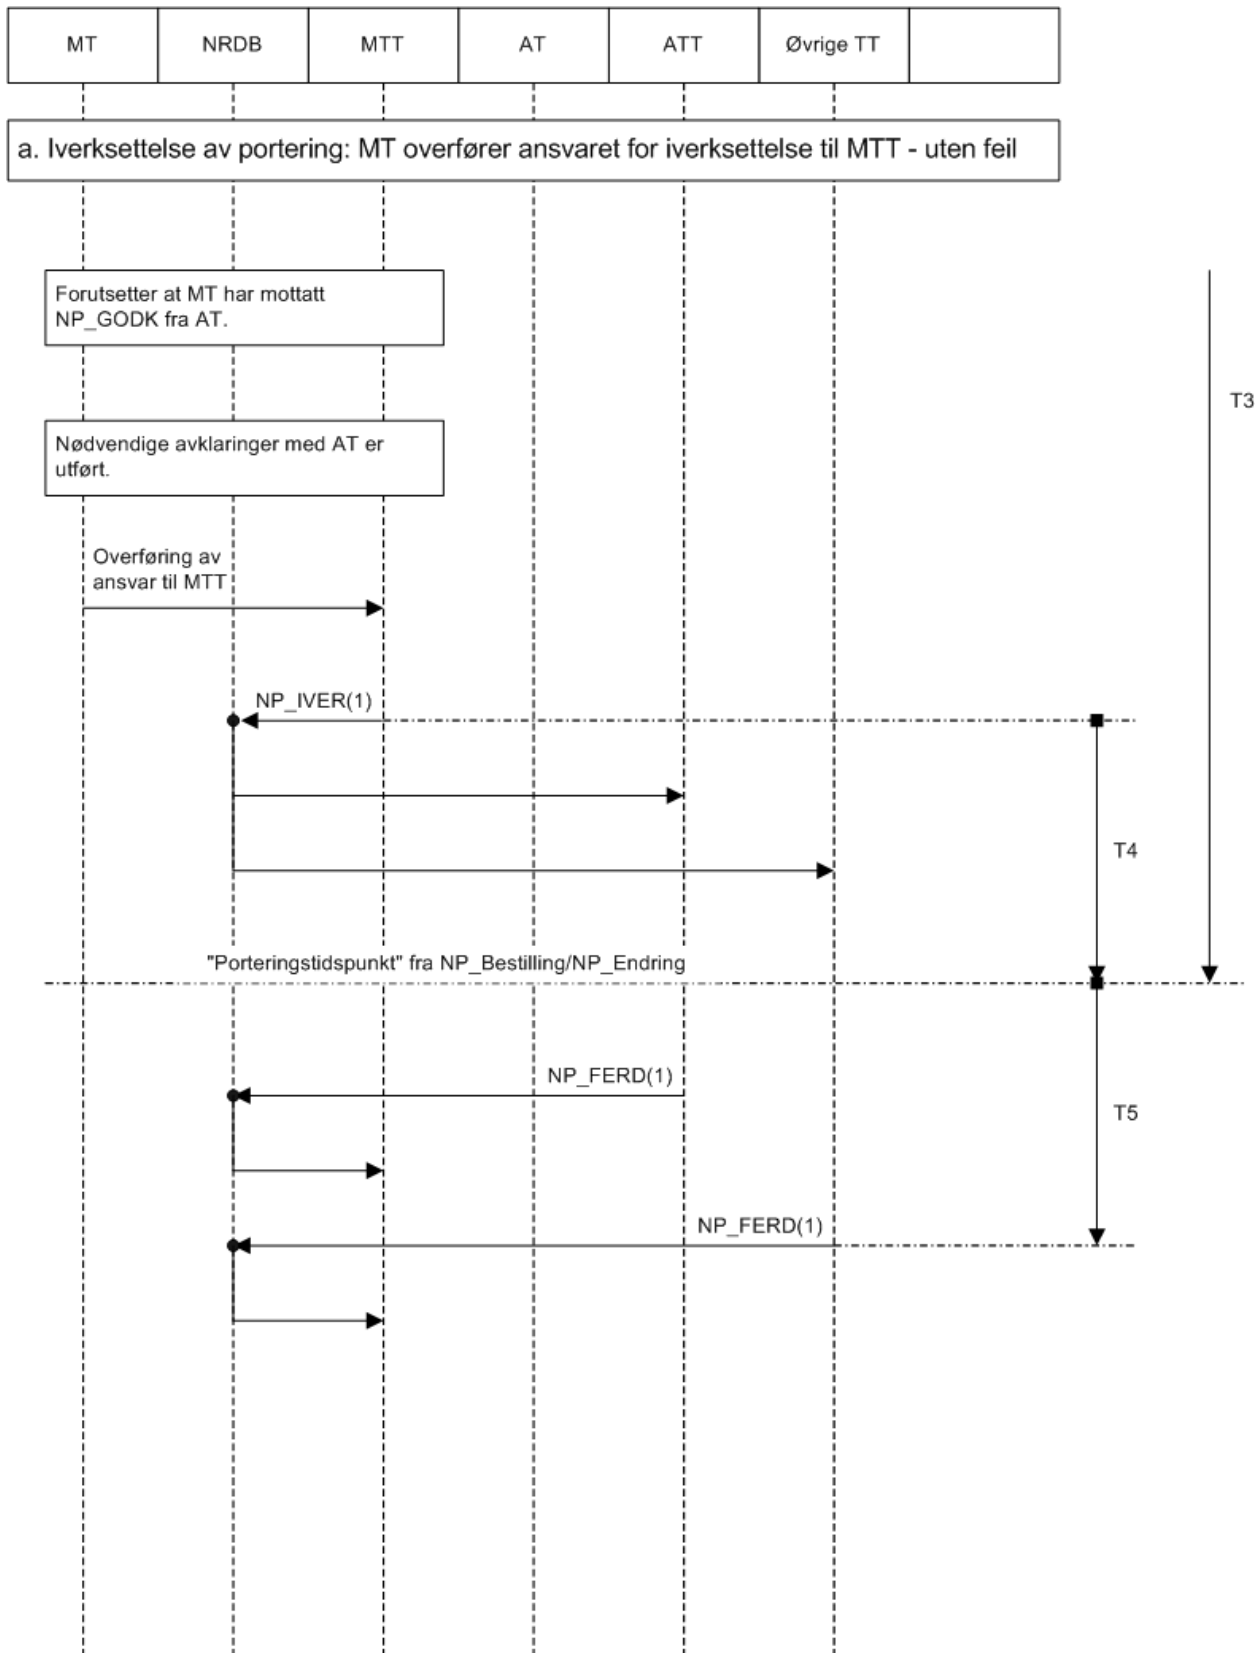 MT NRDB MTT AT ATT Øvrige TT
a. Iverksettelse av portering: MT overfører ansvaret for iverksettelse til MTT - uten feil
Forutsetter at MT har mottatt
NP_GODK fra AT.
T3
Nødvendige avklaringer med AT er
utført.
Overføring av
ansvar til MTT
NP_IVER(1)
T4
"Porteringstidspunkt" fra NP_Bestilling/NP_Endring
NP_FERD(1)
T5
NP_FERD(1)